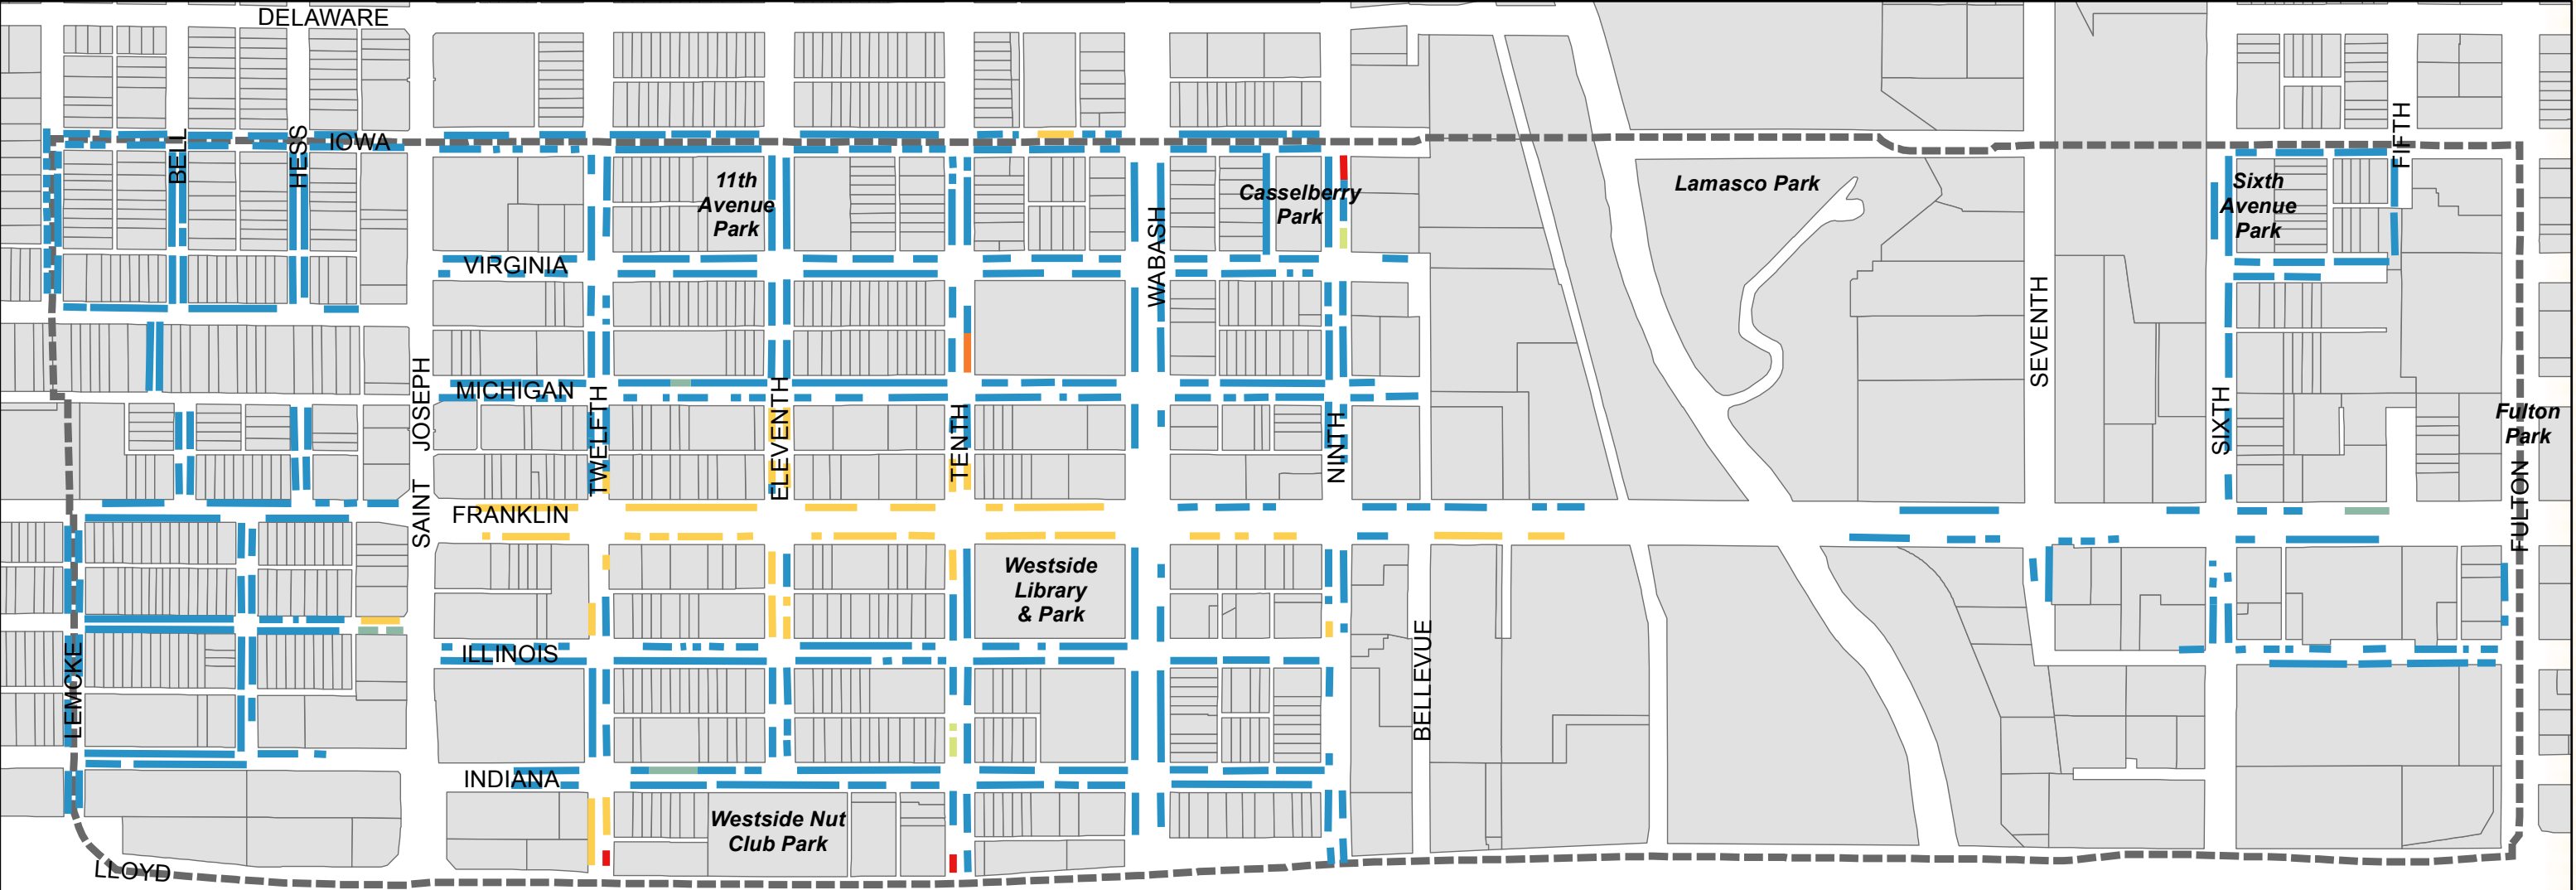 DELAWARE
BELL
HESS
IOWA
FIFTH
11th
Avenue
Park
Casselberry
Park
Lamasco Park
Sixth
Avenue
Park
VIRGINIA
WABASH
SEVENTH
MICHIGAN
SAINT JOSEPH
TWELFTH
ELEVENTH
TENTH
NINTH
SIXTH
Fulton
Park
FULTON
FRANKLIN
Westside
Library
& Park
ILLINOIS
BELLEVUE
LEMCKE
INDIANA
Westside Nut
Club Park
LLOYD